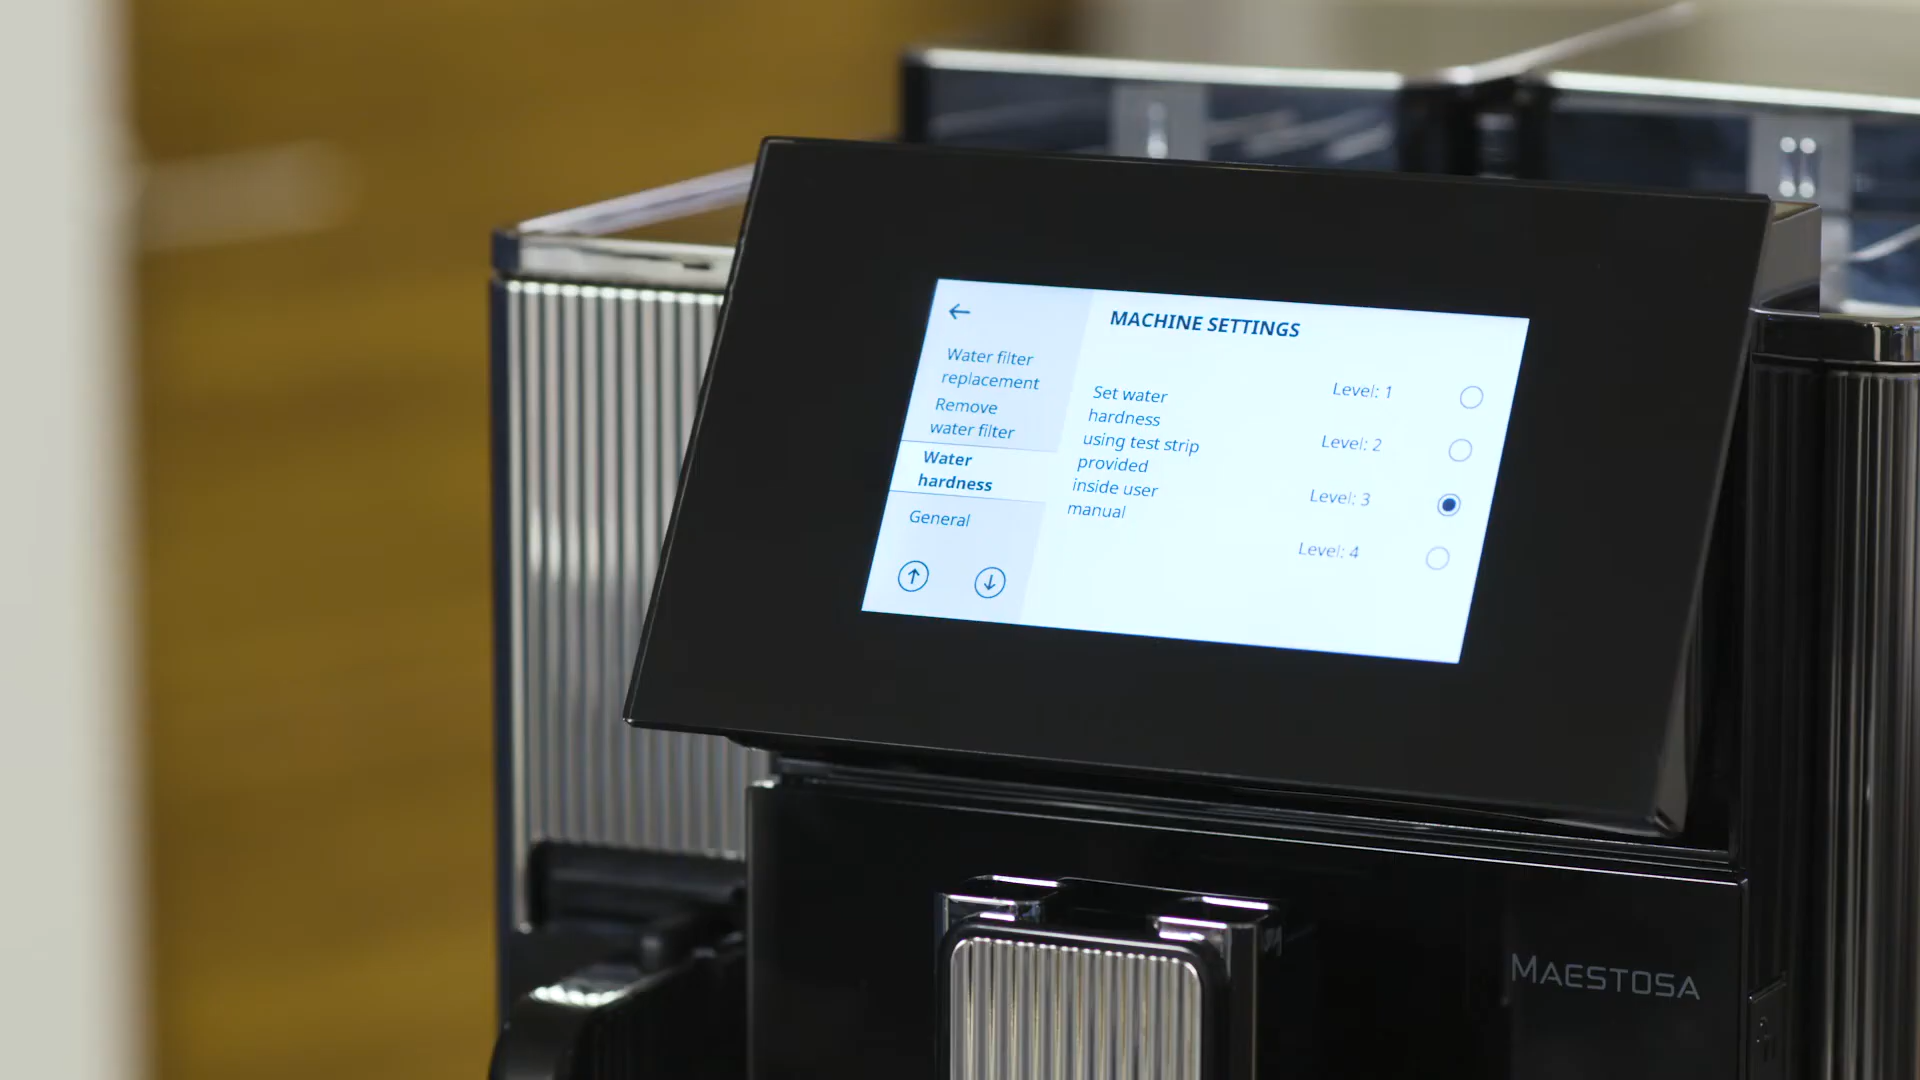 MACHINE SETTINGS
Water filter
replacement
Remove
water filter
Water
hardness
General
Set water
hardness
using test strip
provided
inside user
manual
Level: 1
Level: 2
Level: 3
Level: 4
MAESTOSA